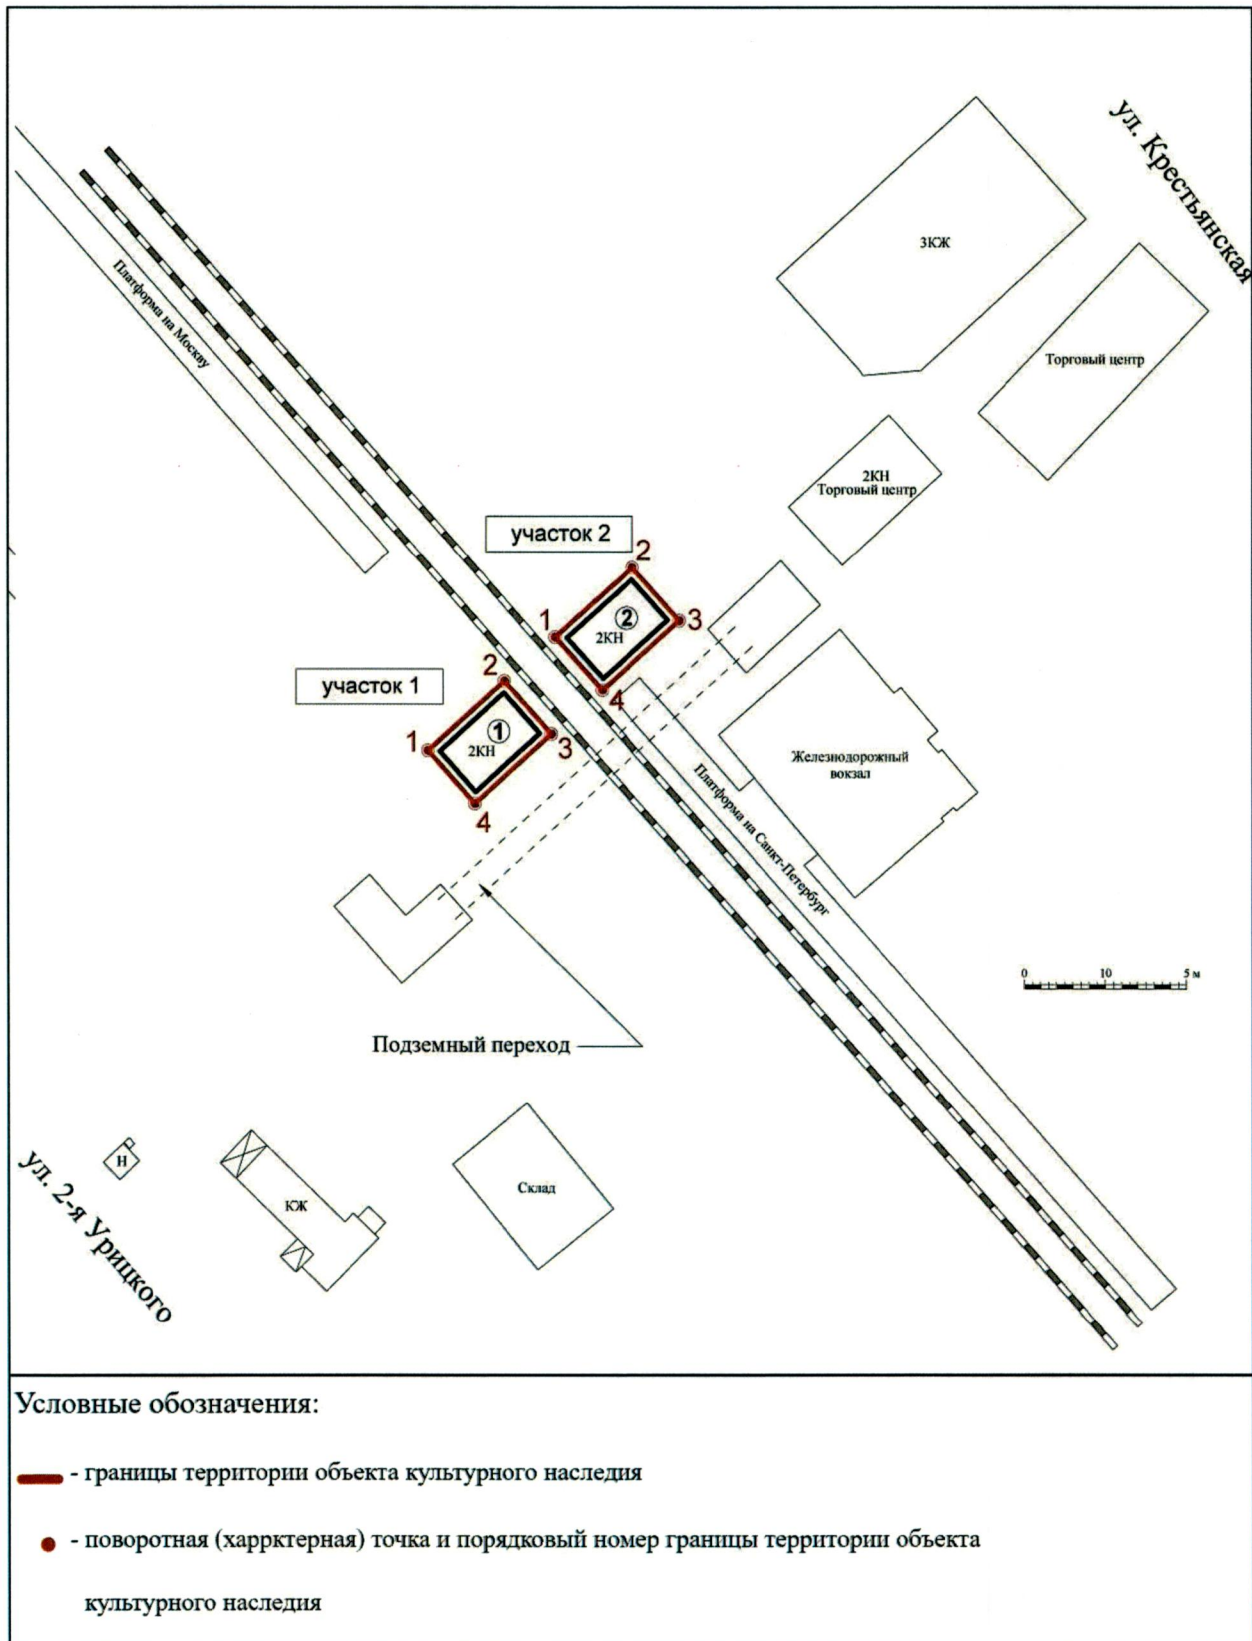 ул. Крестьянская
3КЖ
Торговый центр
Платформа на Москву
2КН
Торговый центр
участок 2
2
1
2
3
2КН
4
участок 1
2
1
1
3
2КН
4
Железнодорожный
вокзал
Платформа на Санкт-Петербург
0 10 5 м
Подземный переход
ул. 2-я Урицкого
Н
КЖ
Склад
Условные обозначения:
- границы территории объекта культурного наследия
- поворотная (харрктерная) точка и порядковый номер границы территории объекта
культурного наследия